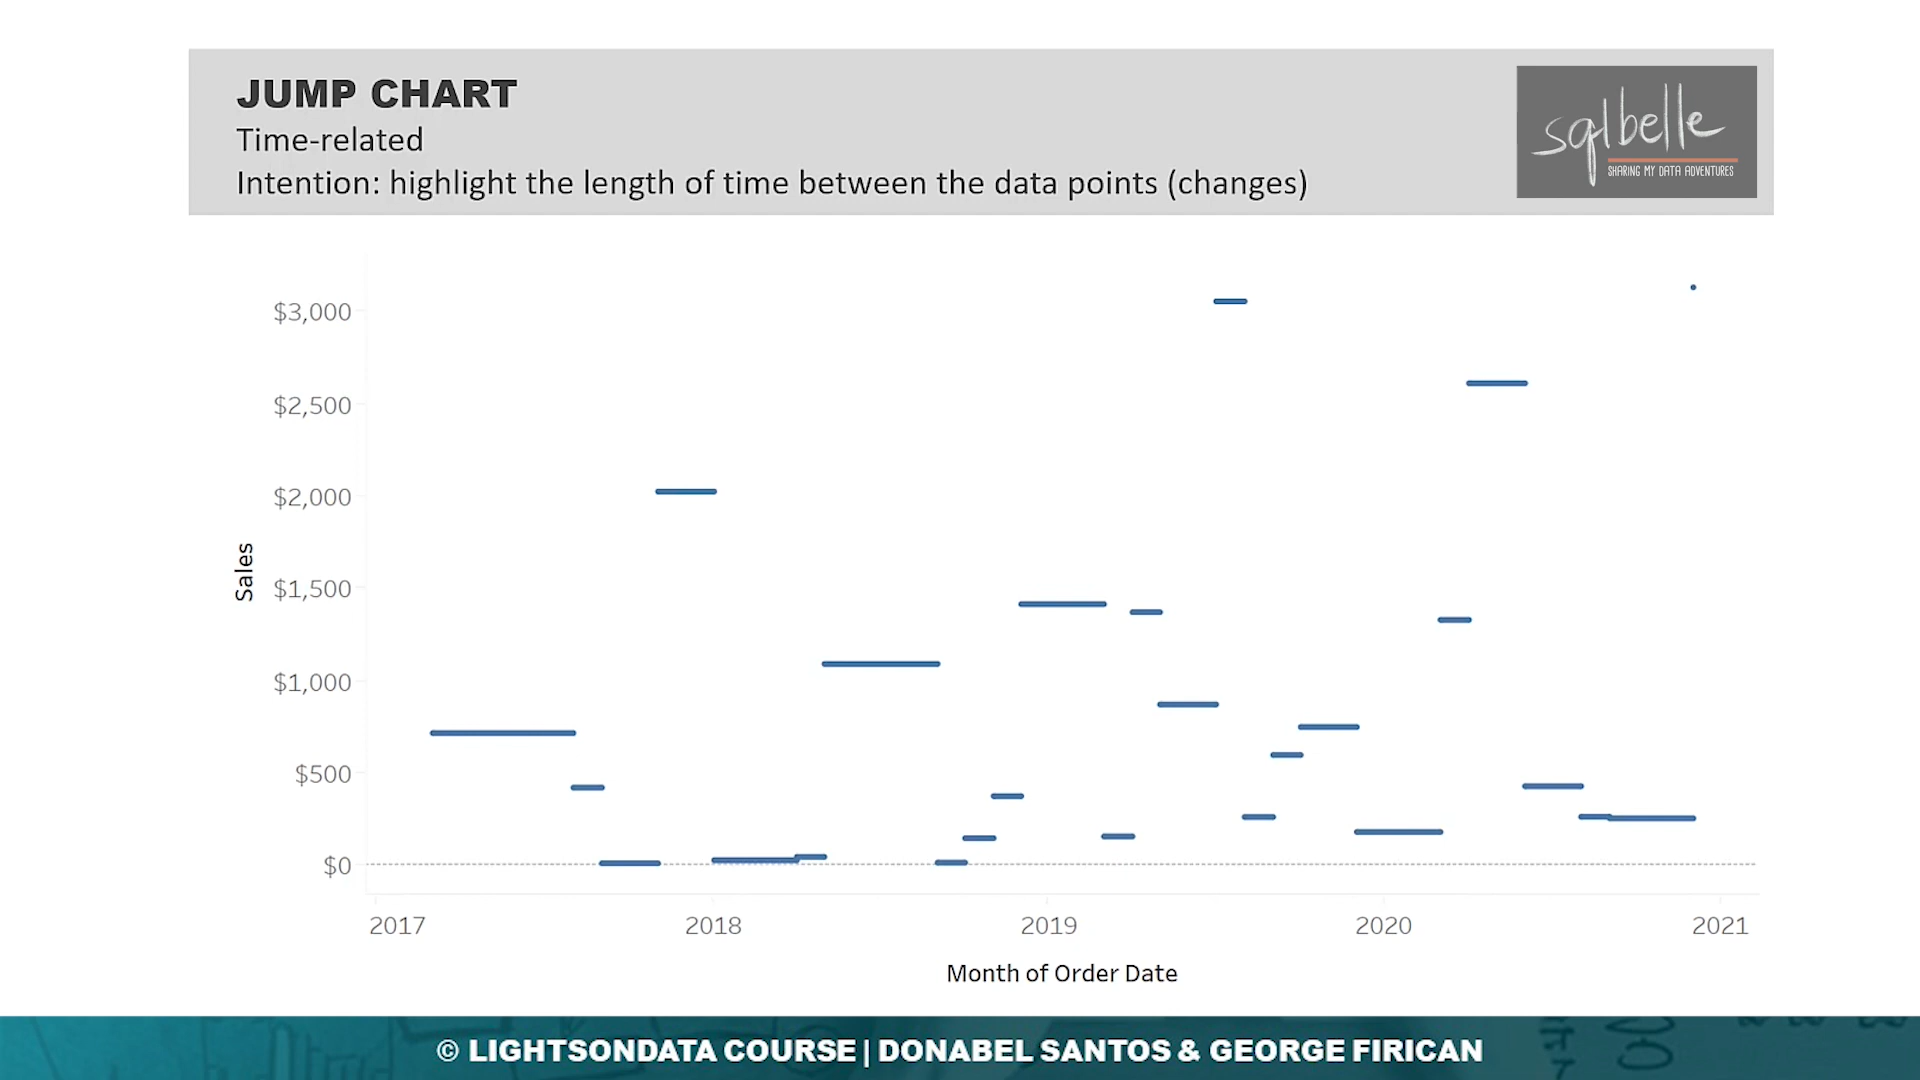 JUMP CHART
Time-related
Intention: highlight the length of time between the data points (changes)
sqlbelle
SHARING MY DATA ADVENTURES
$3,000
$2,500
$2,000
$1,500
$1,000
$500
$0
Sales
2017 2018 2019 2020 2021
Month of Order Date
© LIGHTSONDATA COURSE | DONABEL SANTOS & GEORGE FIRICAN